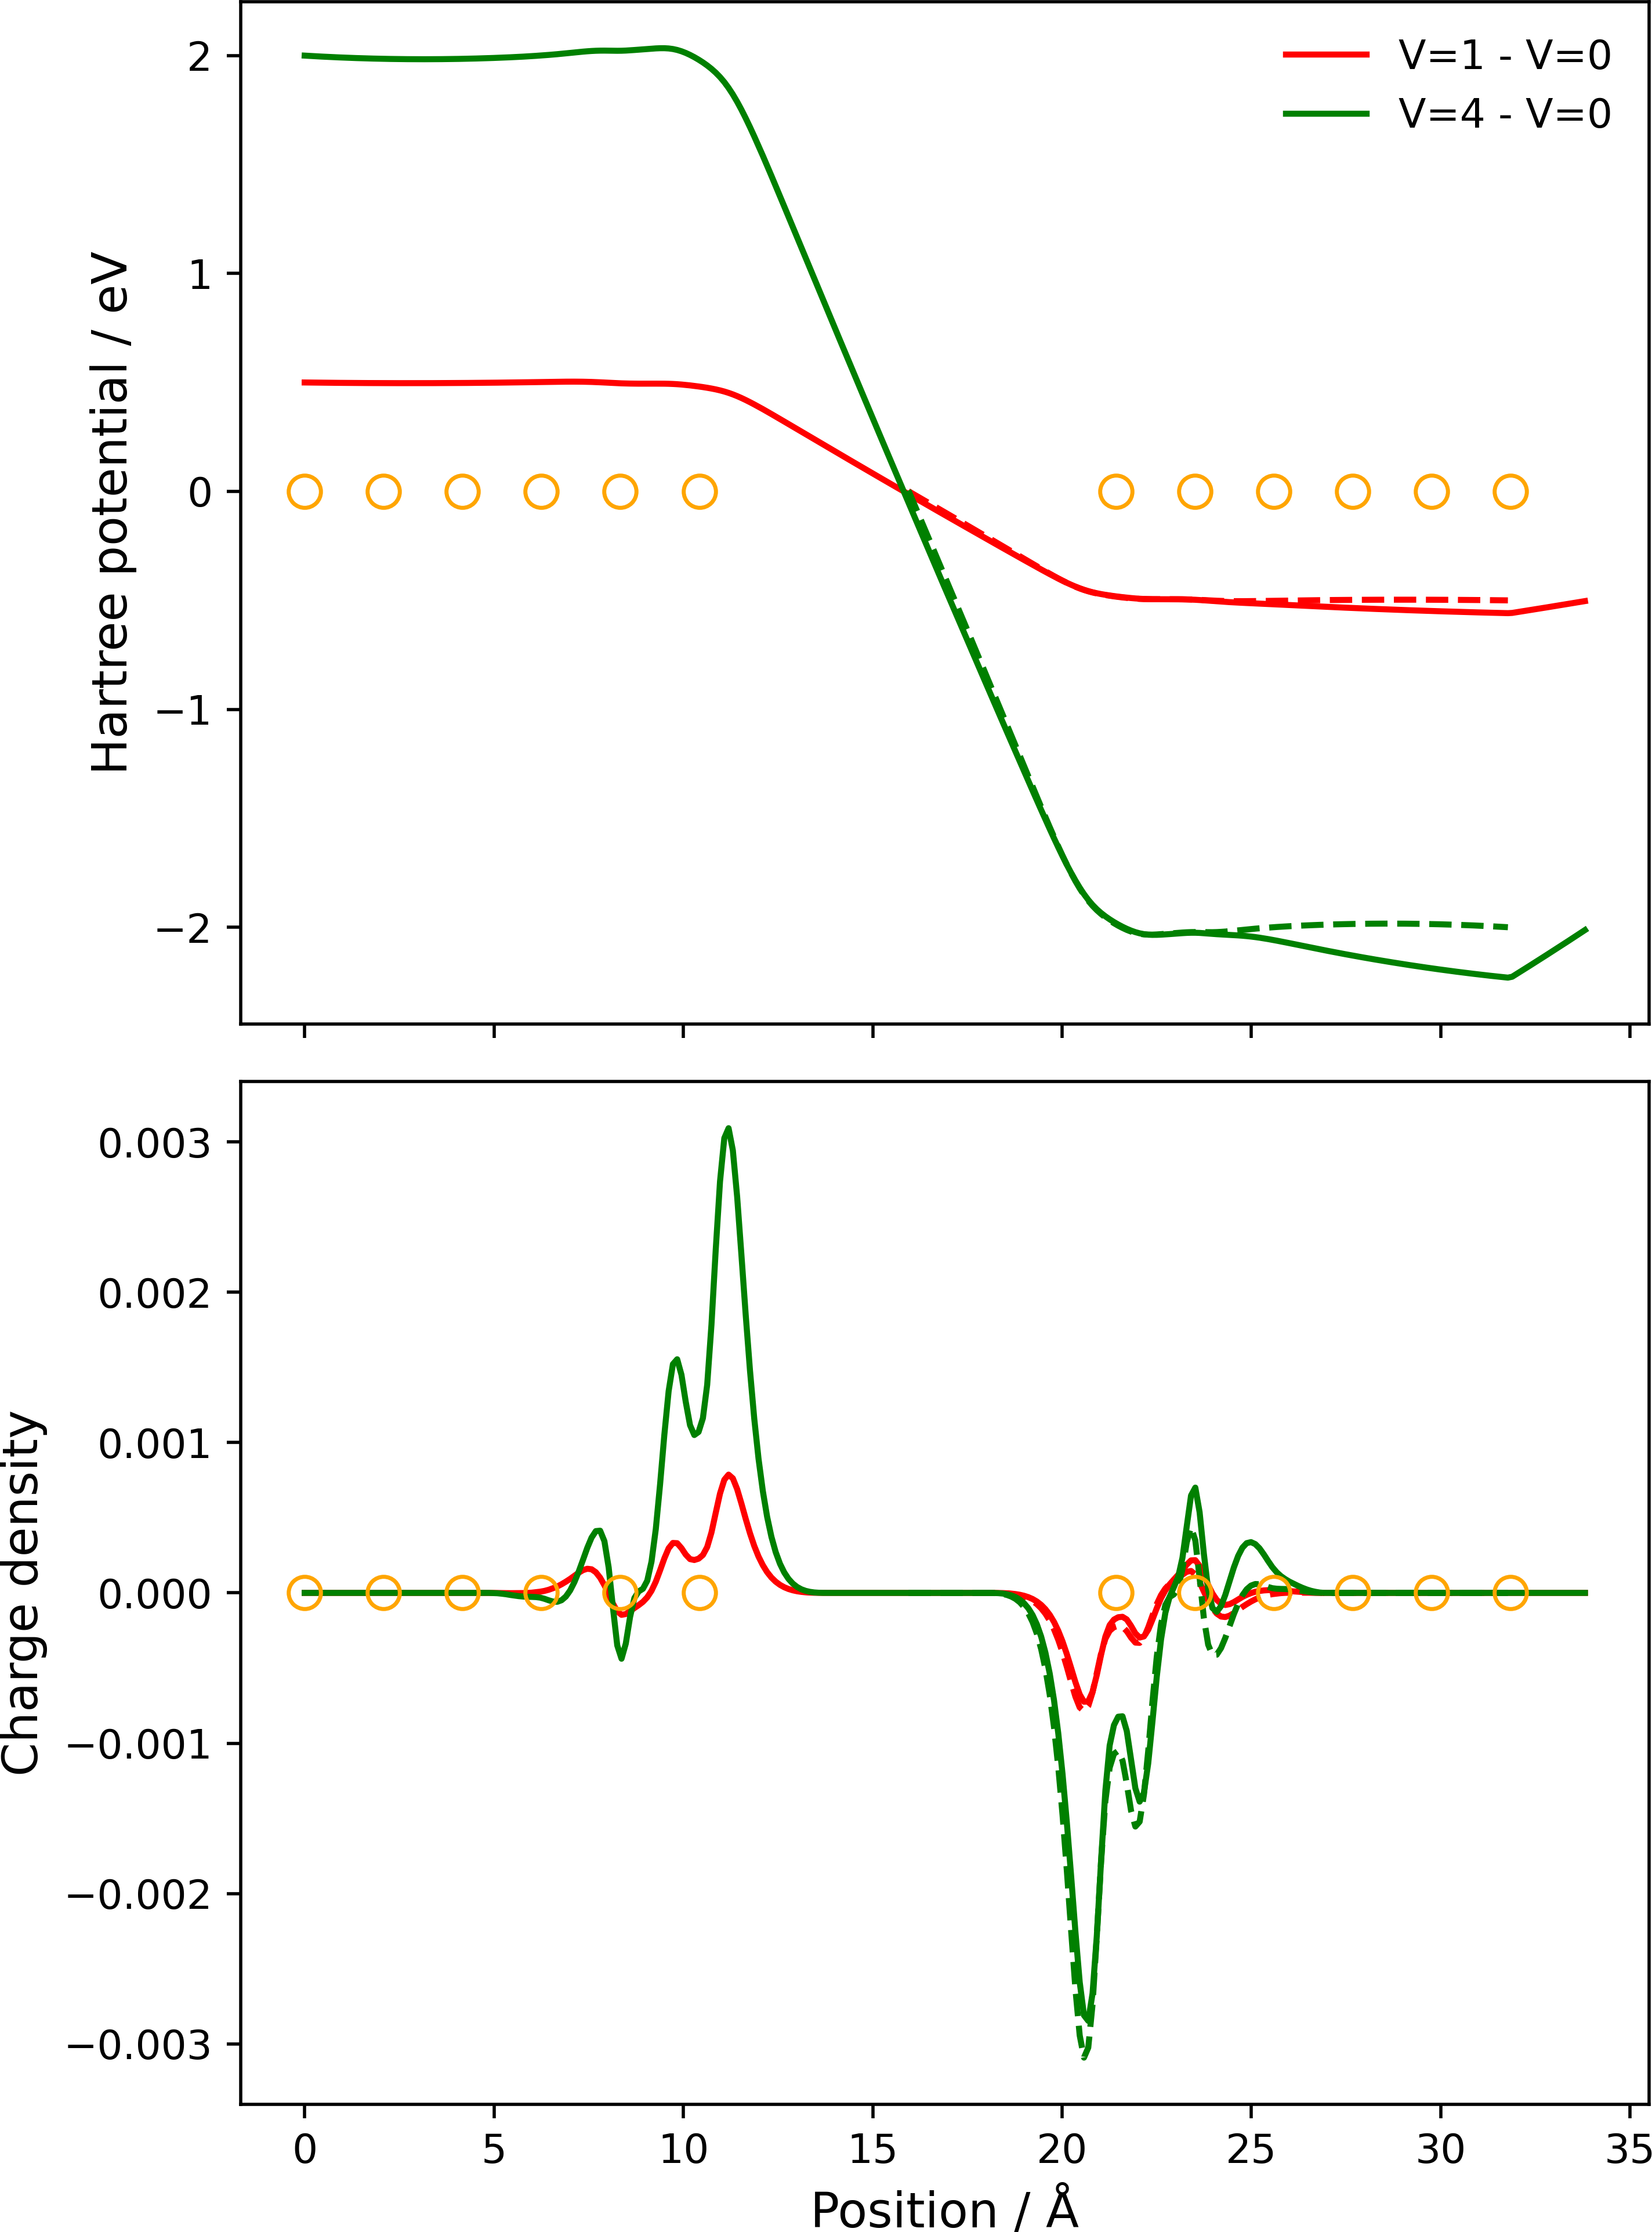 V=1 - V=0
V=4 - V=0
2
1
0
−1
−2
Hartree potential / eV
0.003
0.002
0.001
0.000
−0.001
−0.002
−0.003
Charge density
0 5 10 15 20 25 30 35
Position / Å